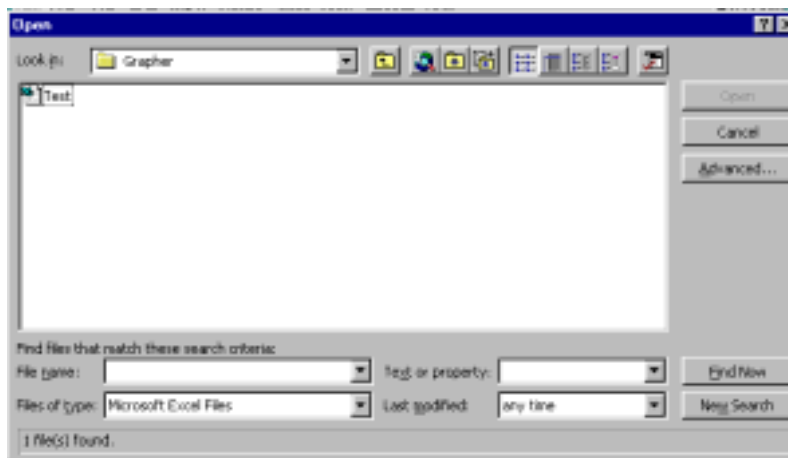 Open
Look in: Grapher
Test
Open
Cancel
Advanced...
Find files that match these search criteria:
File name: Text or property: Find Now
Files of type: Microsoft Excel Files Last modified: any time New Search
1 file(s) found.